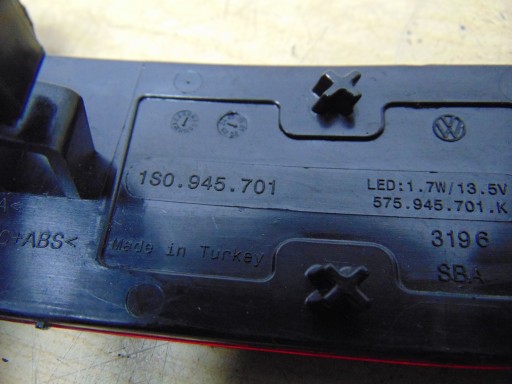 1S0.945.701
LED:1.7W/13.5V
575.945.701.K
+ABS<
Made in Turkey
3196
SBA